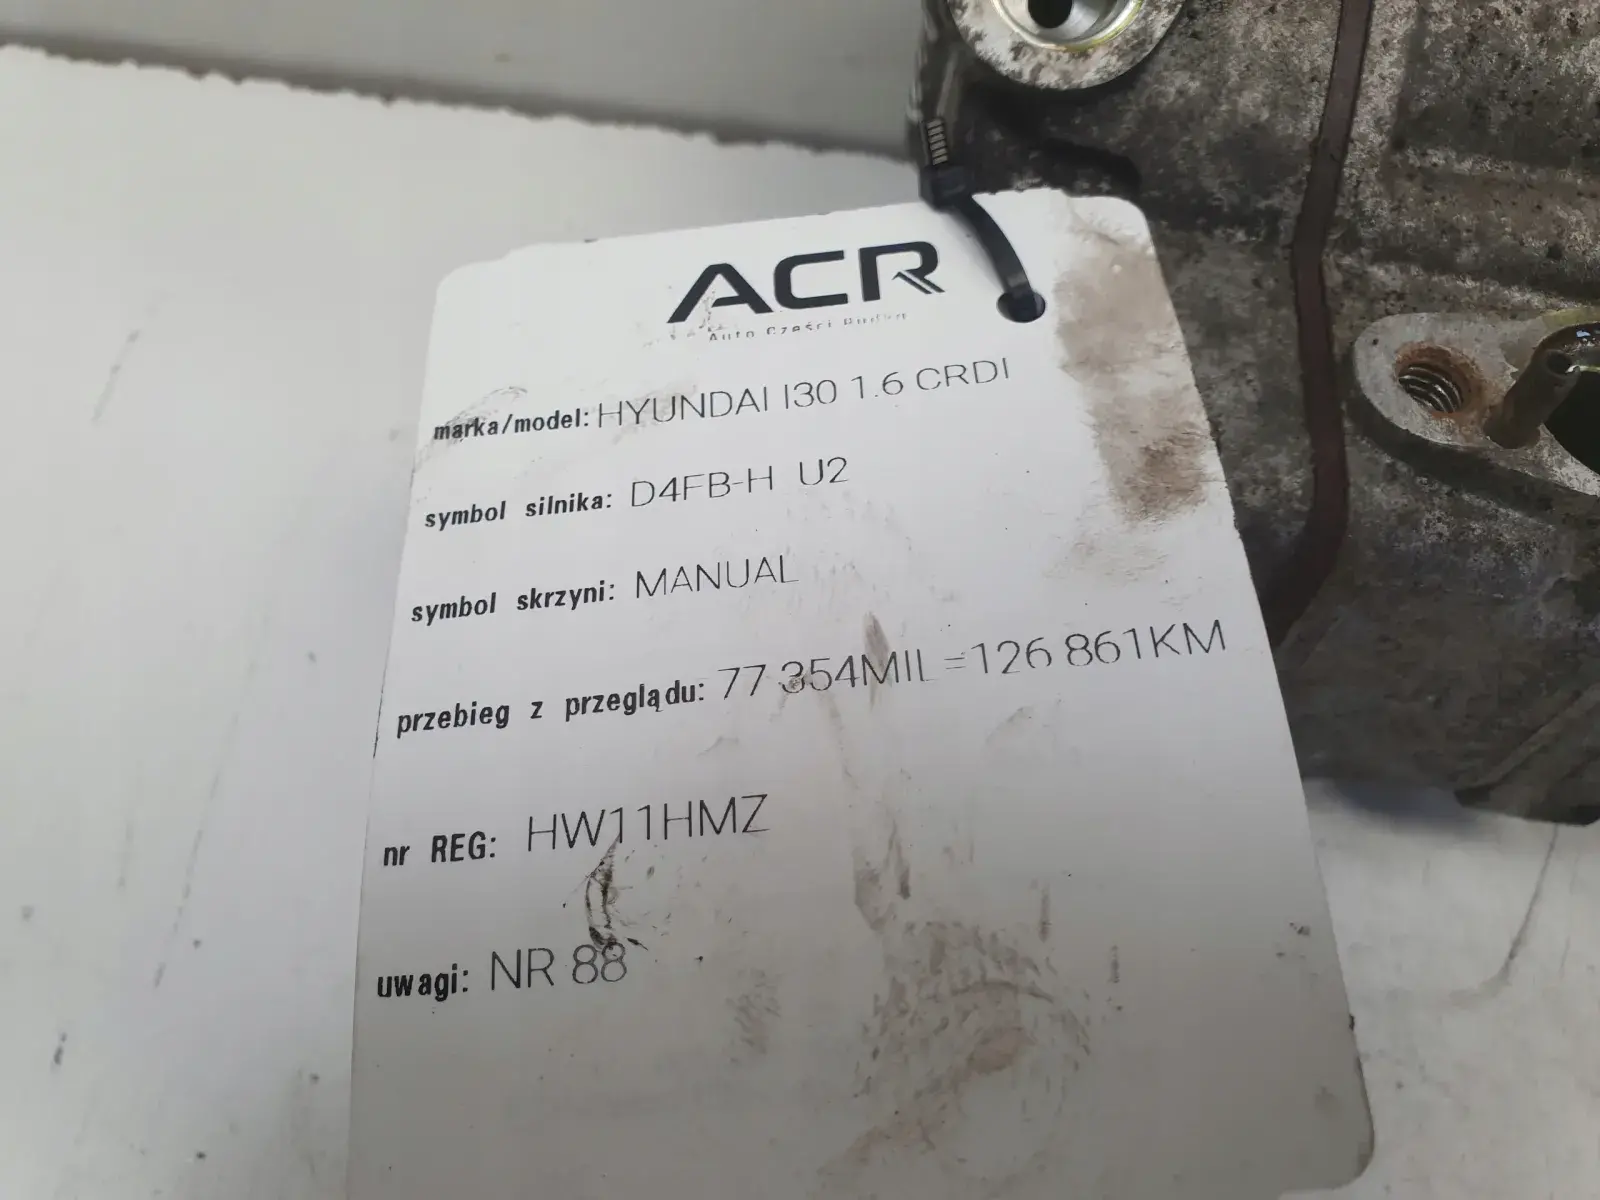 ACR
Auto Części
marka/model: HYUNDAI I30 1.6 CRDI
symbol silnika: D4FB-H U2
symbol skrzyni: MANUAL
przebieg z przeglądu: 77 354MIL =126 861KM
nr REG: HW11HMZ
uwagi: NR 88